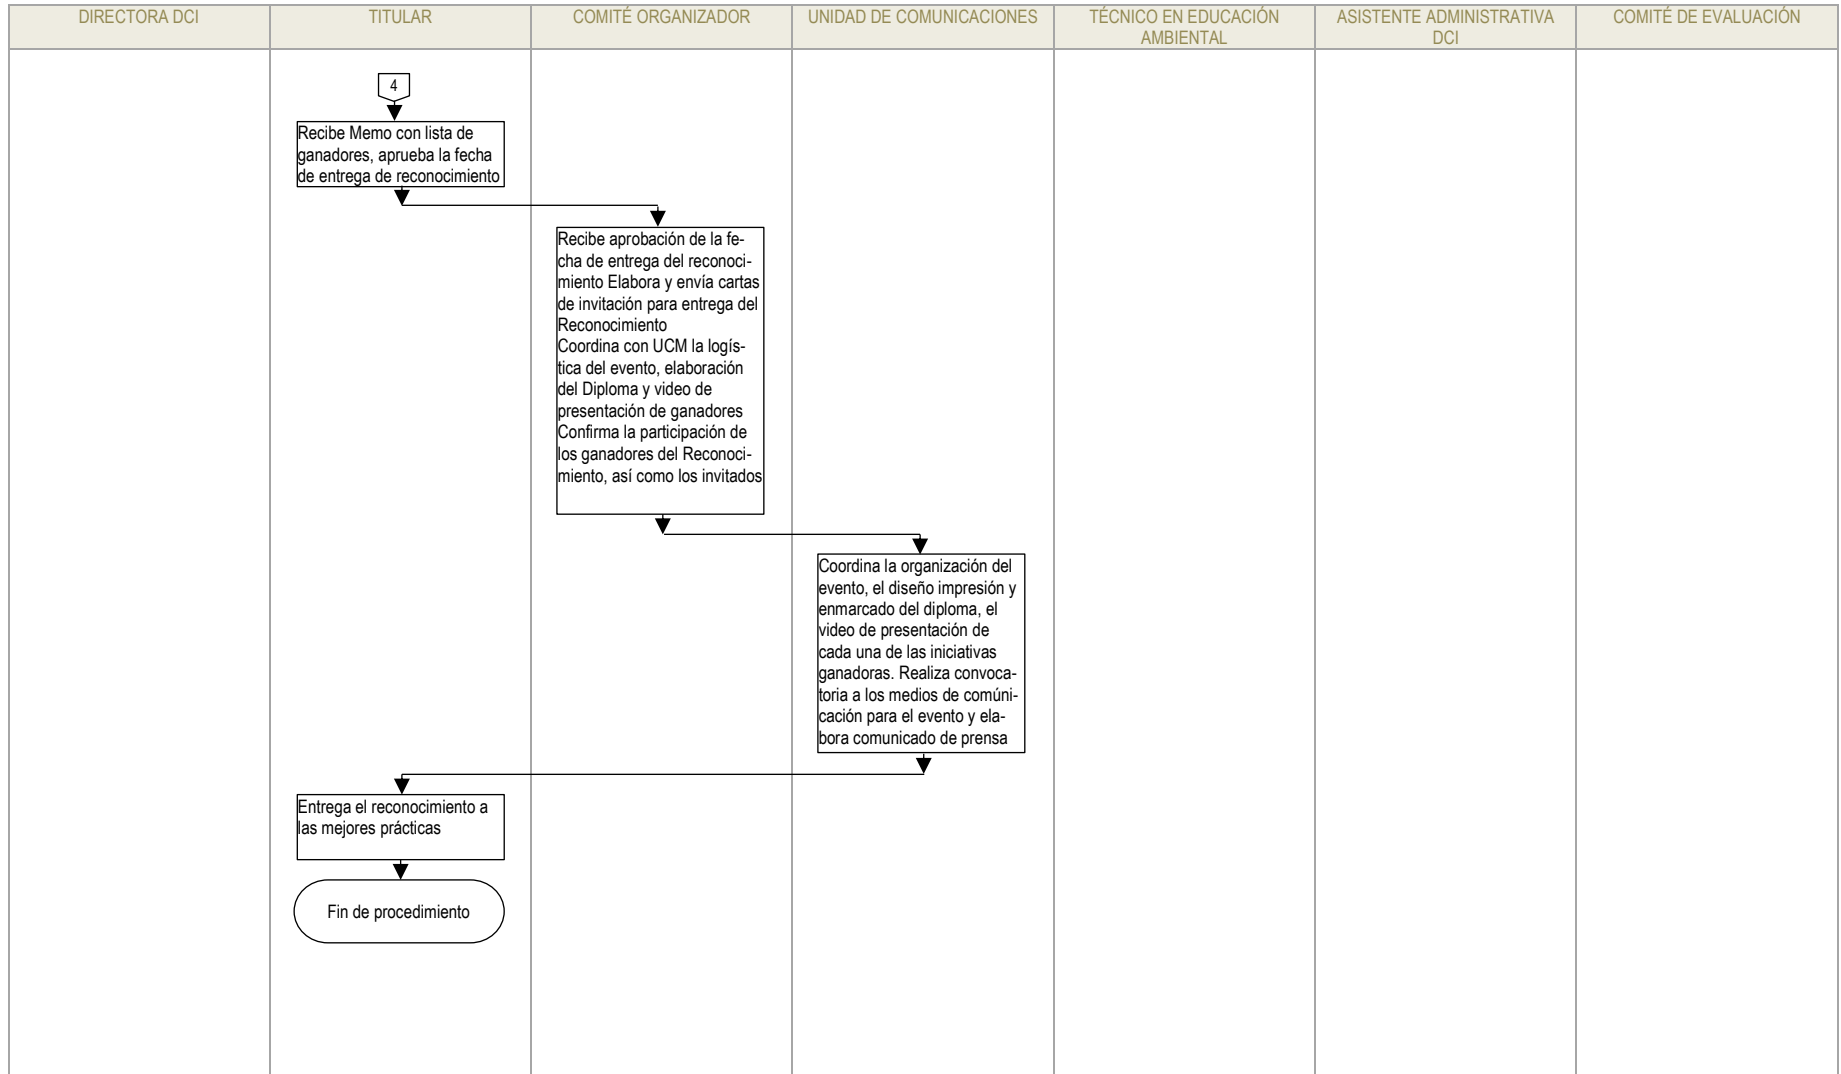 DIRECTORA DCI
TITULAR
COMITÉ ORGANIZADOR
UNIDAD DE COMUNICACIONES
TÉCNICO EN EDUCACIÓN
AMBIENTAL
ASISTENTE ADMINISTRATIVA
DCI
COMITÉ DE EVALUACIÓN
4
Recibe Memo con lista de
ganadores, aprueba la fecha
de entrega de reconocimiento
Recibe aprobación de la fe-
cha de entrega del reconoci-
miento Elabora y envía cartas
de invitación para entrega del
Reconocimiento
Coordina con UCM la logís-
tica del evento, elaboración
del Diploma y video de
presentación de ganadores
Confirma la participación de
los ganadores del Reconoci-
miento, así como los invitados
Coordina la organización del
evento, el diseño impresión y
enmarcado del diploma, el
video de presentación de
cada una de las iniciativas
ganadoras. Realiza convoca-
toria a los medios de comúni-
cación para el evento y ela-
bora comunicado de prensa
Entrega el reconocimiento a
las mejores prácticas
Fin de procedimiento